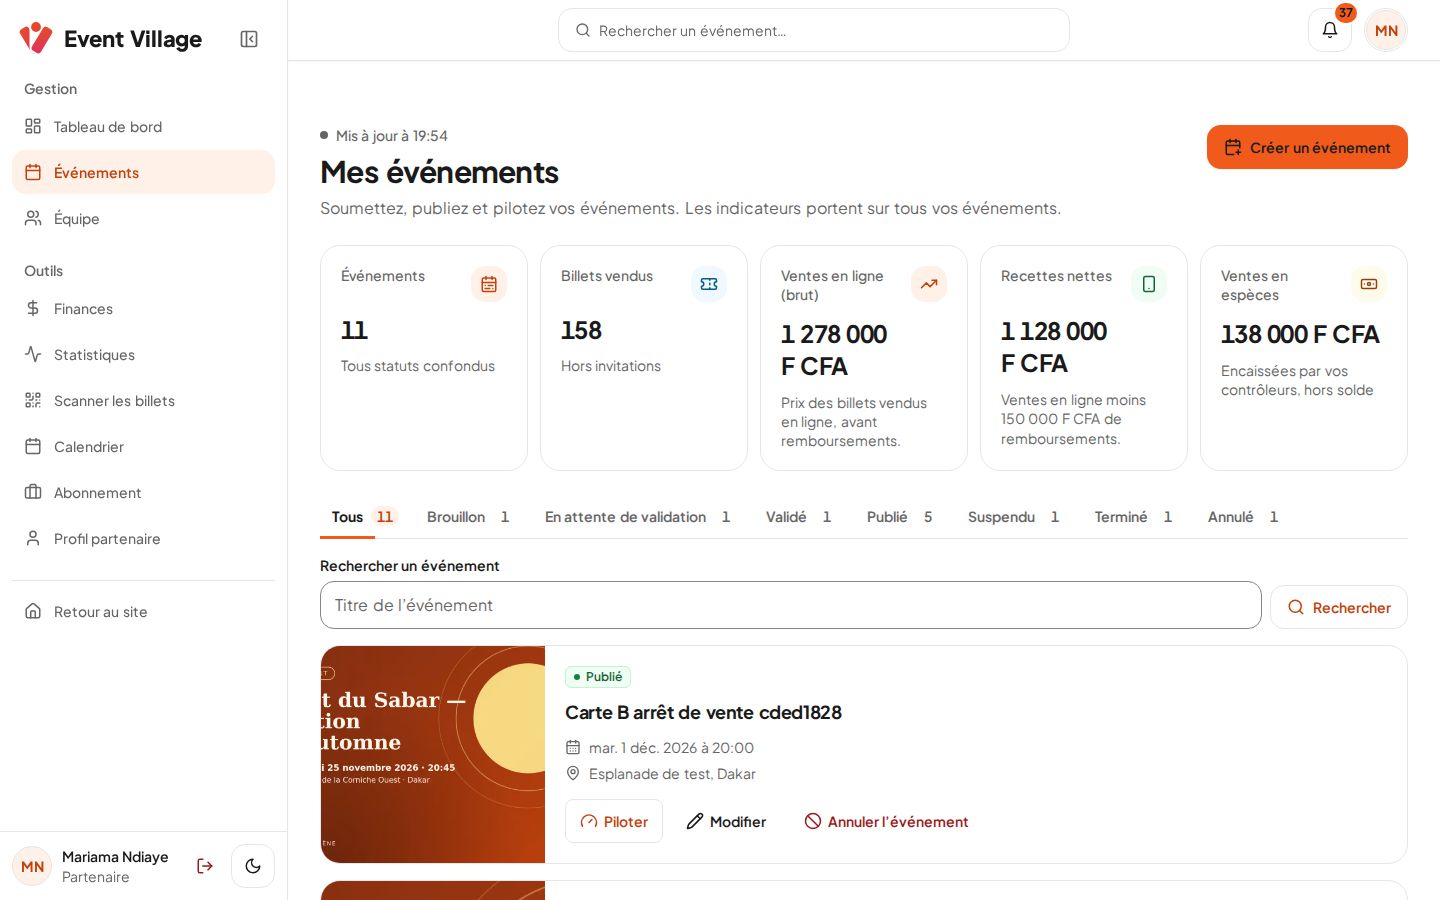 Event Village
Gestion
Tableau de bord
Événements
Équipe
Outils
Finances
Statistiques
Scanner les billets
Calendrier
Abonnement
Profil partenaire
Retour au site
MN
Mariama Ndiaye
Partenaire
Rechercher un événement…
37
MN
Mis à jour à 19:54
Mes événements
Soumettez, publiez et pilotez vos événements. Les indicateurs portent sur tous vos événements.
Créer un événement
Événements
11
Tous statuts confondus
Billets vendus
158
Hors invitations
Ventes en ligne
(brut)
1 278 000
F CFA
Prix des billets vendus
en ligne, avant
remboursements.
Recettes nettes
1 128 000
F CFA
Ventes en ligne moins
150 000 F CFA de
remboursements.
Ventes en
espèces
138 000 F CFA
Encaissées par vos
contrôleurs, hors solde
Tous 11 Brouillon 1 En attente de validation 1 Validé 1 Publié 5 Suspendu 1 Terminé 1 Annulé 1
Rechercher un événement
Titre de l’événement
Rechercher
t du Sabar —
tion
utomne
i 25 novembre 2026 · 20:45
de la Corniche Ouest · Dakar
ÈNE
Publié
Carte B arrêt de vente cded1828
mar. 1 déc. 2026 à 20:00
Esplanade de test, Dakar
Piloter
Modifier
Annuler l’événement